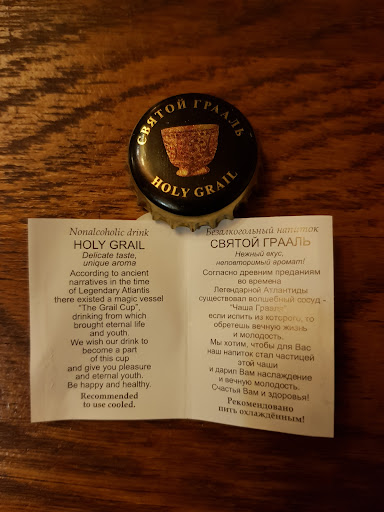 СВЯТОЙ ГРААЛЬ
HOLY GRAIL
Nonalcoholic drink
HOLY GRAIL
Delicate taste,
unique aroma
According to ancient
narratives in the time
of Legendary Atlantis
there existed a magic vessel
"The Grail Cup",
drinking from which
brought eternal life
and youth.
We wish our drink to
become a part
of this cup
and give you pleasure
and eternal youth.
Be happy and healthy.
Recommended
to use cooled.
Безалкогольный напиток
СВЯТОЙ ГРААЛЬ
Нежный вкус,
неповторимый аромат!
Согласно древним преданиям
во времена
Легендарной Атлантиды
существовал волшебный сосуд -
"Чаша Грааля"
если испить из которого, то
обретешь вечную жизнь
и молодость.
Мы хотим, чтобы для Вас
наш напиток стал частицей
этой чаши
и дарил Вам наслаждение
и вечную молодость.
Счастья Вам и здоровья!
Рекомендовано
пить охлаждённым!